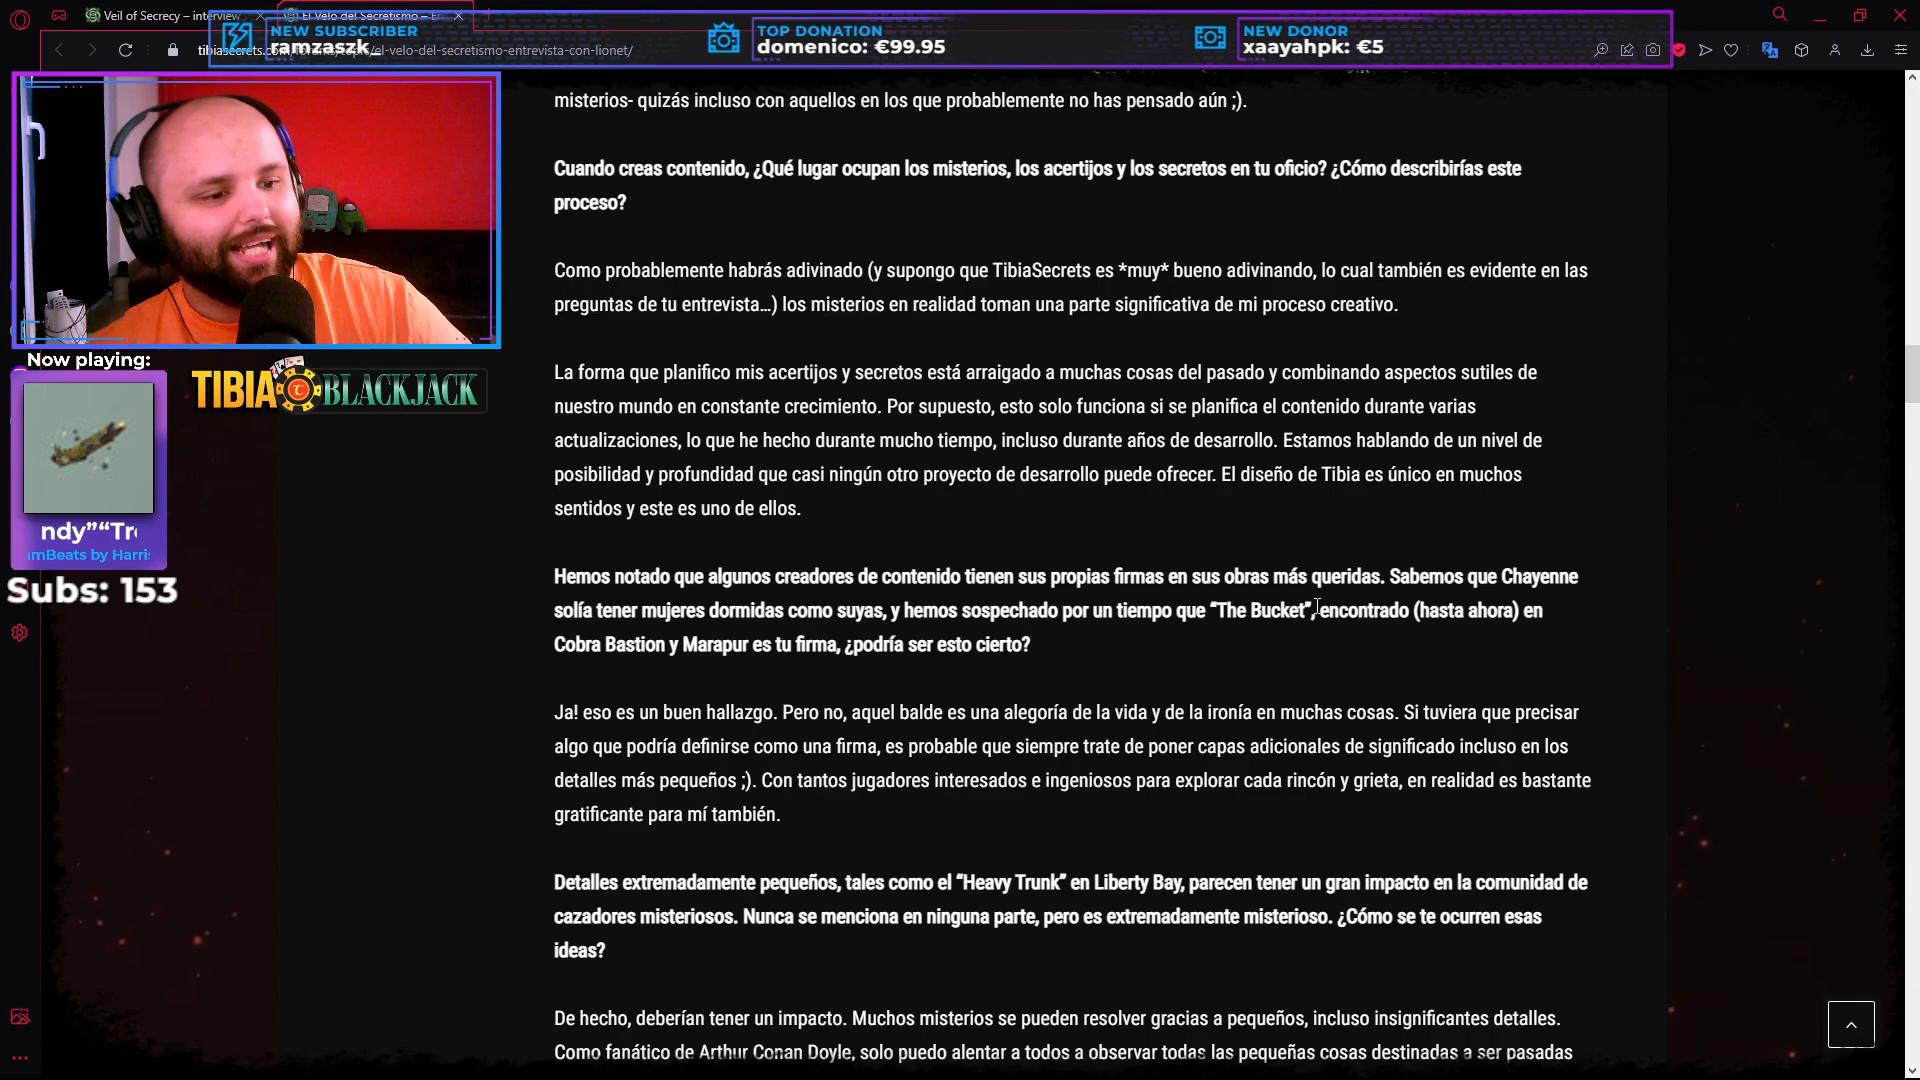 Veil of Secrecy – interview
El Velo del Secretismo – En
NEW SUBSCRIBER
ramzaszk_
TOP DONATION
domenico: €99.95
NEW DONOR
xaayahpk: €5
/el-velo-del-secretismo-entrevista-con-lionet/
misterios- quizás incluso con aquellos en los que probablemente no has pensado aún ;).
Cuando creas contenido, ¿Qué lugar ocupan los misterios, los acertijos y los secretos en tu oficio? ¿Cómo describirías este
proceso?
Como probablemente habrás adivinado (y supongo que TibiaSecrets es *muy* bueno adivinando, lo cual también es evidente en las
preguntas de tu entrevista...) los misterios en realidad toman una parte significativa de mi proceso creativo.
La forma que planifico mis acertijos y secretos está arraigado a muchas cosas del pasado y combinando aspectos sutiles de
nuestro mundo en constante crecimiento. Por supuesto, esto solo funciona si se planifica el contenido durante varias
actualizaciones, lo que he hecho durante mucho tiempo, incluso durante años de desarrollo. Estamos hablando de un nivel de
posibilidad y profundidad que casi ningún otro proyecto de desarrollo puede ofrecer. El diseño de Tibia es único en muchos
sentidos y este es uno de ellos.
Hemos notado que algunos creadores de contenido tienen sus propias firmas en sus obras más queridas. Sabemos que Chayenne
solía tener mujeres dormidas como suyas, y hemos sospechado por un tiempo que “The Bucket”, encontrado (hasta ahora) en
Cobra Bastion y Marapur es tu firma, ¿podría ser esto cierto?
Ja! eso es un buen hallazgo. Pero no, aquel balde es una alegoría de la vida y de la ironía en muchas cosas. Si tuviera que precisar
algo que podría definirse como una firma, es probable que siempre trate de poner capas adicionales de significado incluso en los
detalles más pequeños ;). Con tantos jugadores interesados e ingeniosos para explorar cada rincón y grieta, en realidad es bastante
gratificante para mí también.
Detalles extremadamente pequeños, tales como el “Heavy Trunk” en Liberty Bay, parecen tener un gran impacto en la comunidad de
cazadores misteriosos. Nunca se menciona en ninguna parte, pero es extremadamente misterioso. ¿Cómo se te ocurren esas
ideas?
De hecho, deberían tener un impacto. Muchos misterios se pueden resolver gracias a pequeños, incluso insignificantes detalles.
Como fanático de Arthur Conan Doyle, solo puedo alentar a todos a observar todas las pequeñas cosas destinadas a ser pasadas
Now playing:
TIBIA BLACKJACK
ndy”“Tr
mBeats by Harri
Subs: 153